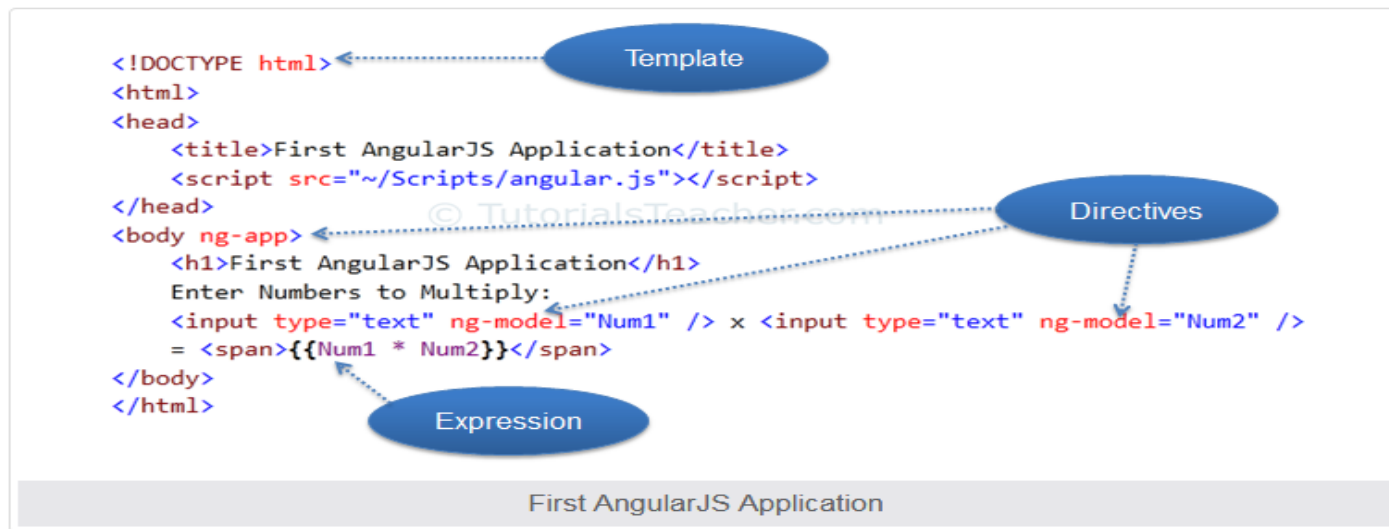 Template
<!DOCTYPE html>
<html>
<head>
<title>First AngularJS Application</title>
<script src="~/Scripts/angular.js"></script>
</head>
© TutorialsTeacher.com
Directives
<body ng-app>
<h1>First AngularJS Application</h1>
Enter Numbers to Multiply:
<input type="text" ng-model="Num1" /> x <input type="text" ng-model="Num2" />
= <span>{{Num1 * Num2}}</span>
</body>
</html>
Expression
First AngularJS Application